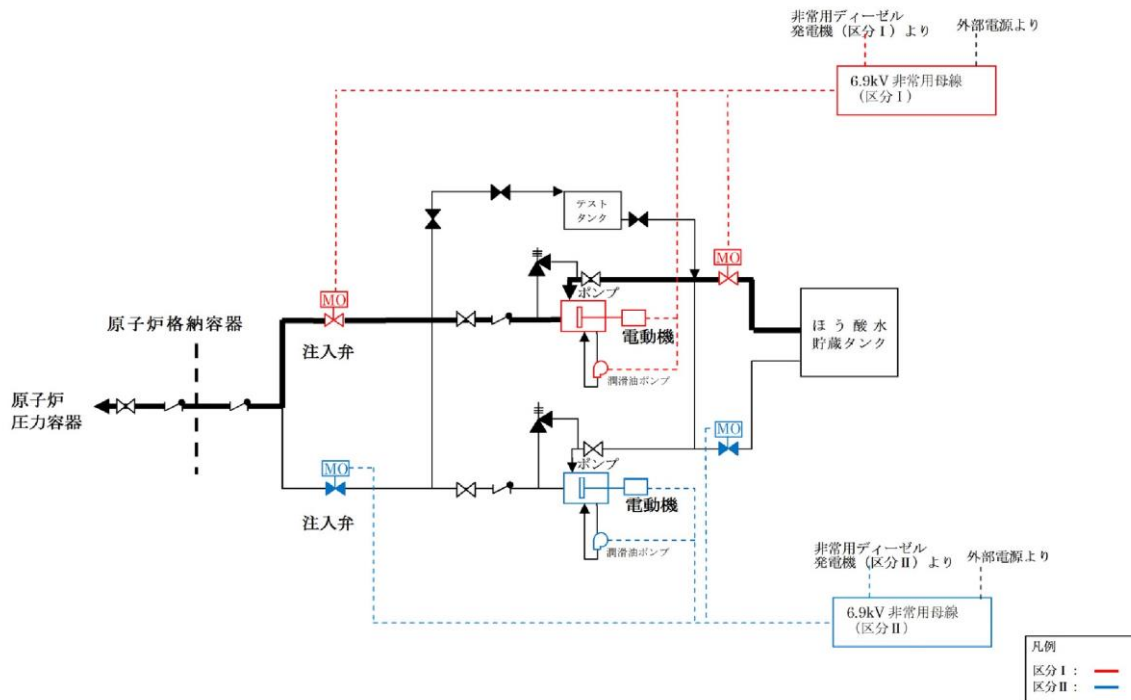 非常用ディーゼル
発電機（区分Ⅰ）より
外部電源より
6.9kV 非常用母線
（区分Ⅰ）
テスト
タンク
MO
MO
ポンプ
原子炉格納容器
注入弁
電動機
ほう酸水
貯蔵タンク
潤滑油ポンプ
原子炉
圧力容器
MO
MO
ポンプ
注入弁
電動機
潤滑油ポンプ
非常用ディーゼル
発電機（区分Ⅱ）より
外部電源より
6.9kV 非常用母線
（区分Ⅱ）
凡例
区分Ⅰ：
区分Ⅱ：